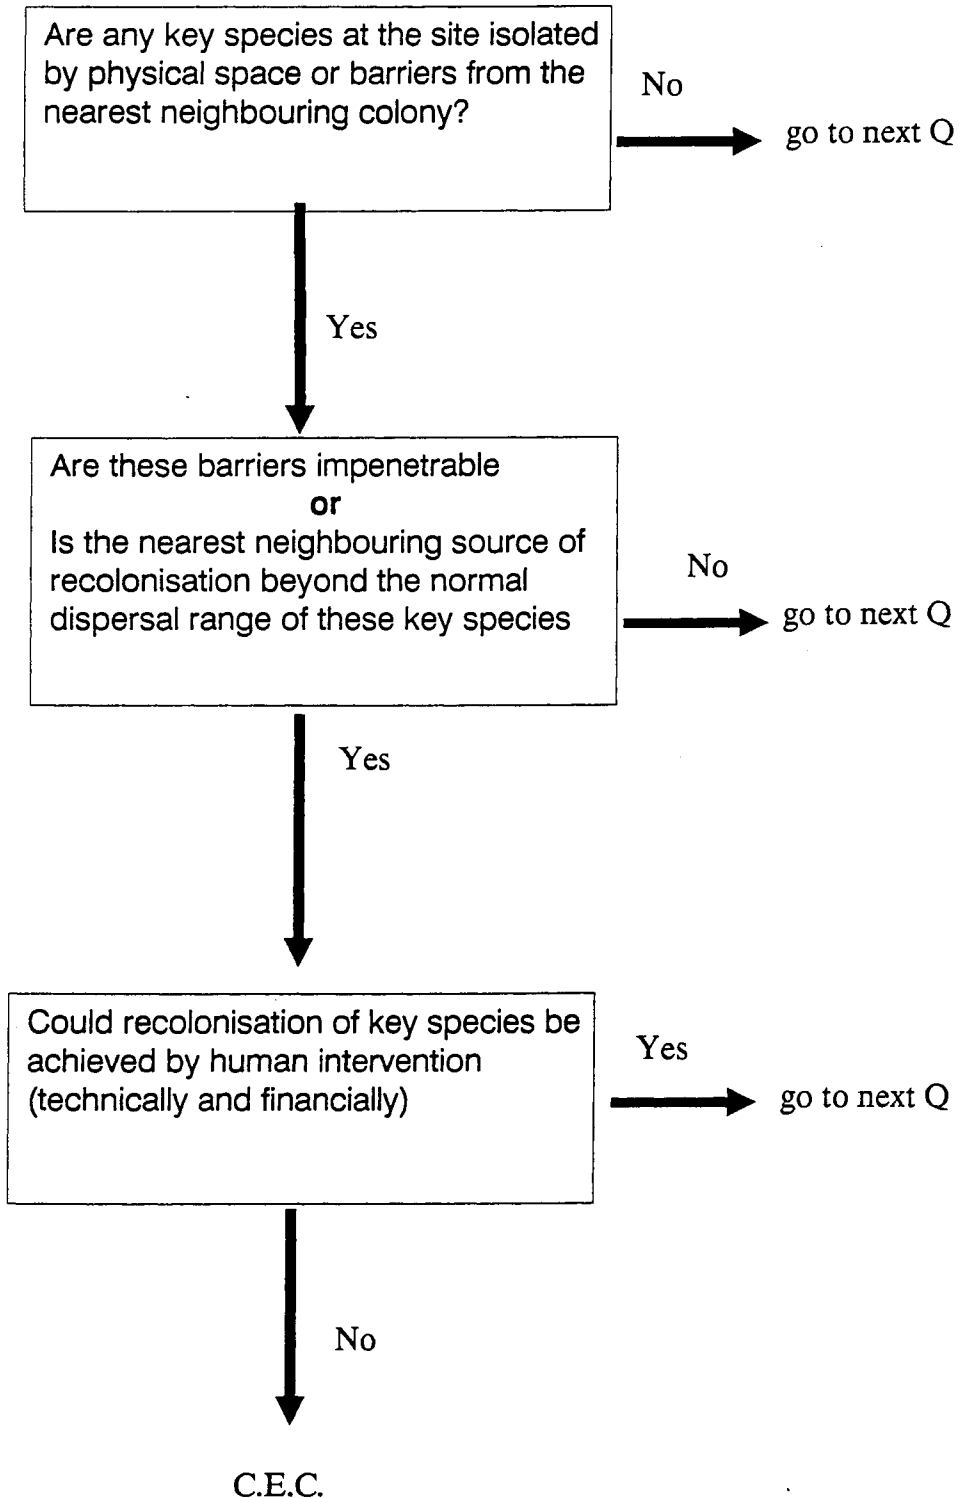 Are any key species at the site isolated
by physical space or barriers from the
nearest neighbouring colony?
No
go to next Q
Yes
Are these barriers impenetrable
or
Is the nearest neighbouring source of
recolonisation beyond the normal
dispersal range of these key species
No
go to next Q
Yes
Could recolonisation of key species be
achieved by human intervention
(technically and financially)
Yes
go to next Q
No
C.E.C.